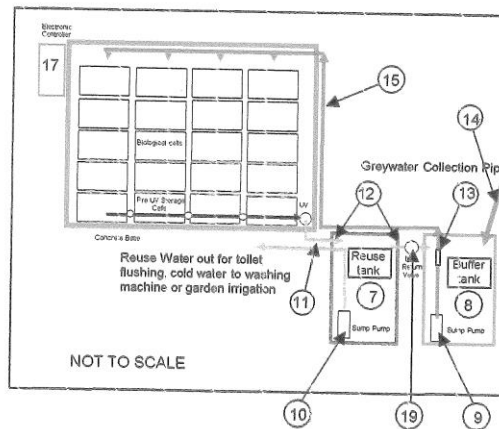 Electronic
Controller
17
15
14
Biological cells
Greywater Collection Pip
12
13
Pre UV Storage
Cells
UV
Concrete Base
Reuse Water out for toilet
flushing, cold water to washing
machine or garden irrigation
11
Reuse
tank
7
Return
Valve
Buffer
tank
8
Sump Pump
Sump Pump
NOT TO SCALE
10
19
9